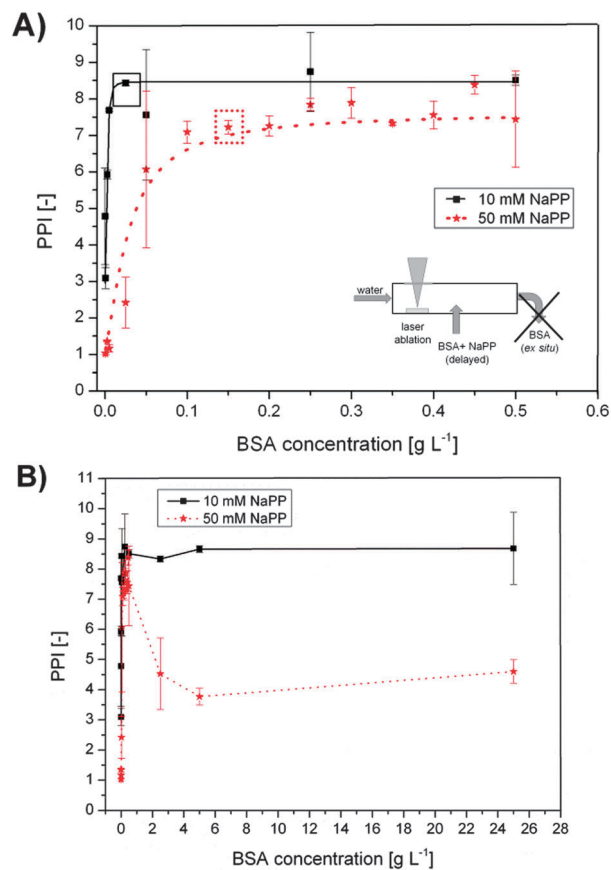 A)
10
9
8
7
6
5
4
3
2
1
0
PPI [-]
10 mM NaPP
50 mM NaPP
water
laser
ablation
BSA+ NaPP
(delayed)
BSA
(ex situ)
0.0 0.1 0.2 0.3 0.4 0.5 0.6
BSA concentration [g L⁻¹]
B)
11
10
9
8
7
6
5
4
3
2
1
0
PPI [-]
10 mM NaPP
50 mM NaPP
0 2 4 6 8 10 12 14 16 18 20 22 24 26 28
BSA concentration [g L⁻¹]